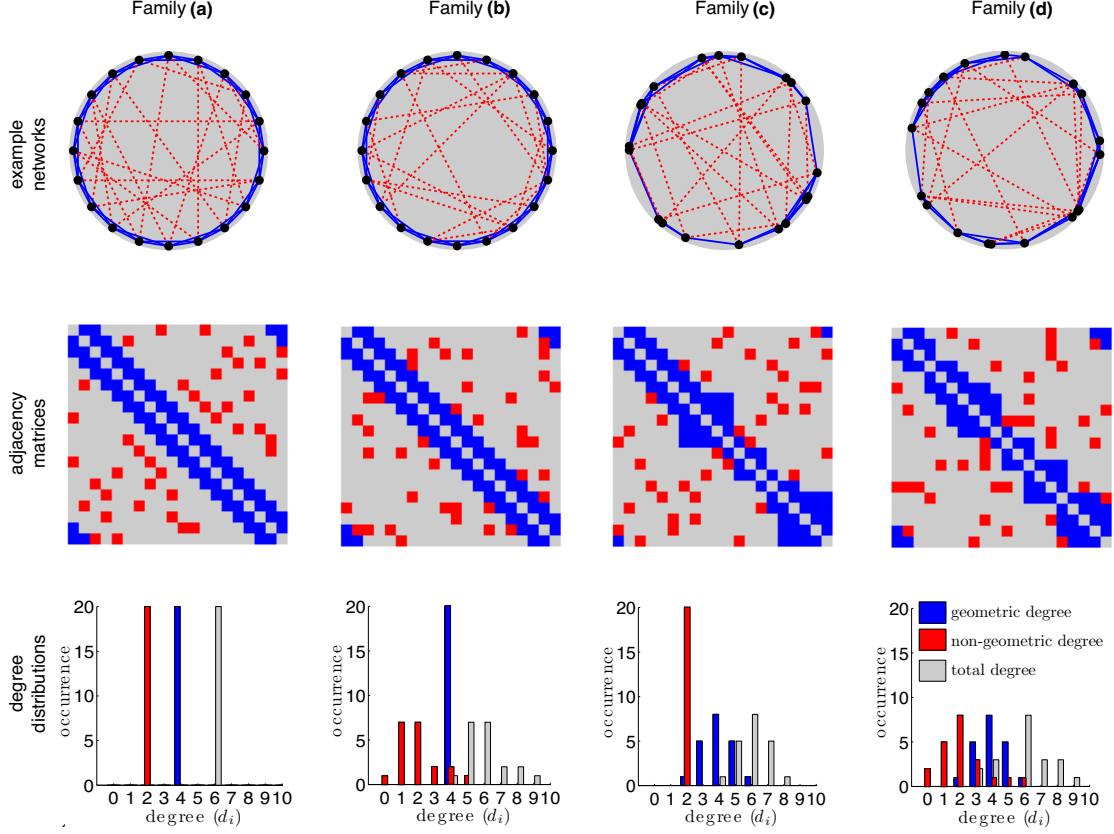 Family (a)
Family (b)
Family (c)
Family (d)
example
networks
adjacency
matrices
degree
distributions
occurrence
20
15
10
5
0
0 1 2 3 4 5 6 7 8 9 10
degree (d_i)
occurrence
20
15
10
5
0
0 1 2 3 4 5 6 7 8 9 10
degree (d_i)
occurrence
20
15
10
5
0
0 1 2 3 4 5 6 7 8 9 10
degree (d_i)
occurrence
20
15
10
5
0
0 1 2 3 4 5 6 7 8 9 10
degree (d_i)
geometric degree
non-geometric degree
total degree